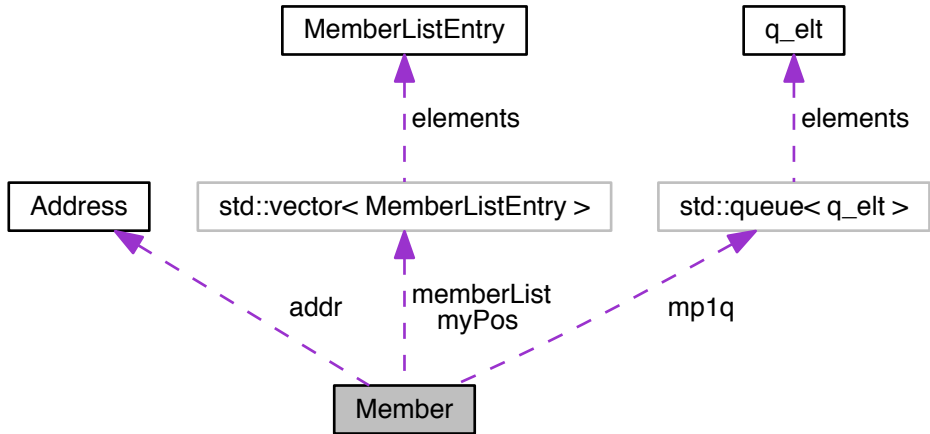 MemberListEntry
q_elt
elements
elements
Address
std::vector< MemberListEntry >
std::queue< q_elt >
addr
memberList
myPos
mp1q
Member